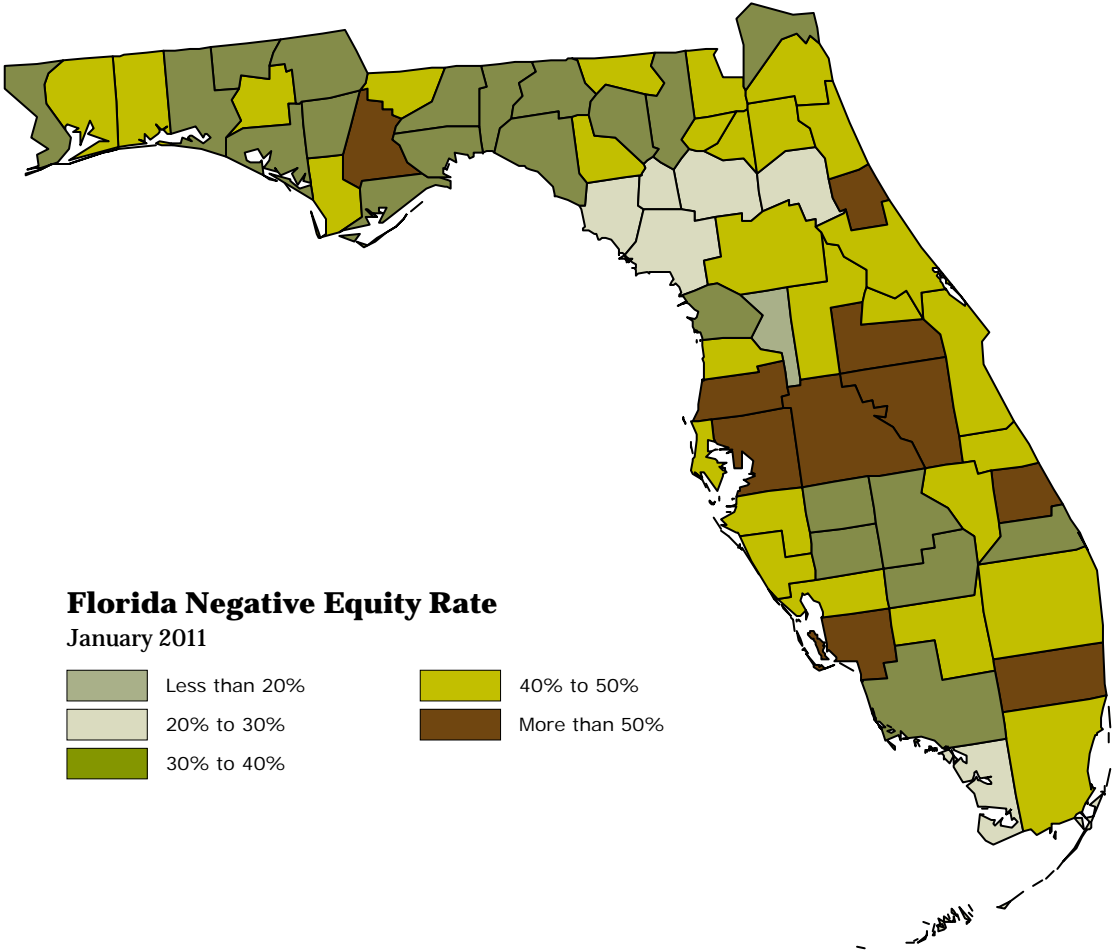 Florida Negative Equity Rate
January 2011
Less than 20%
20% to 30%
30% to 40%
40% to 50%
More than 50%